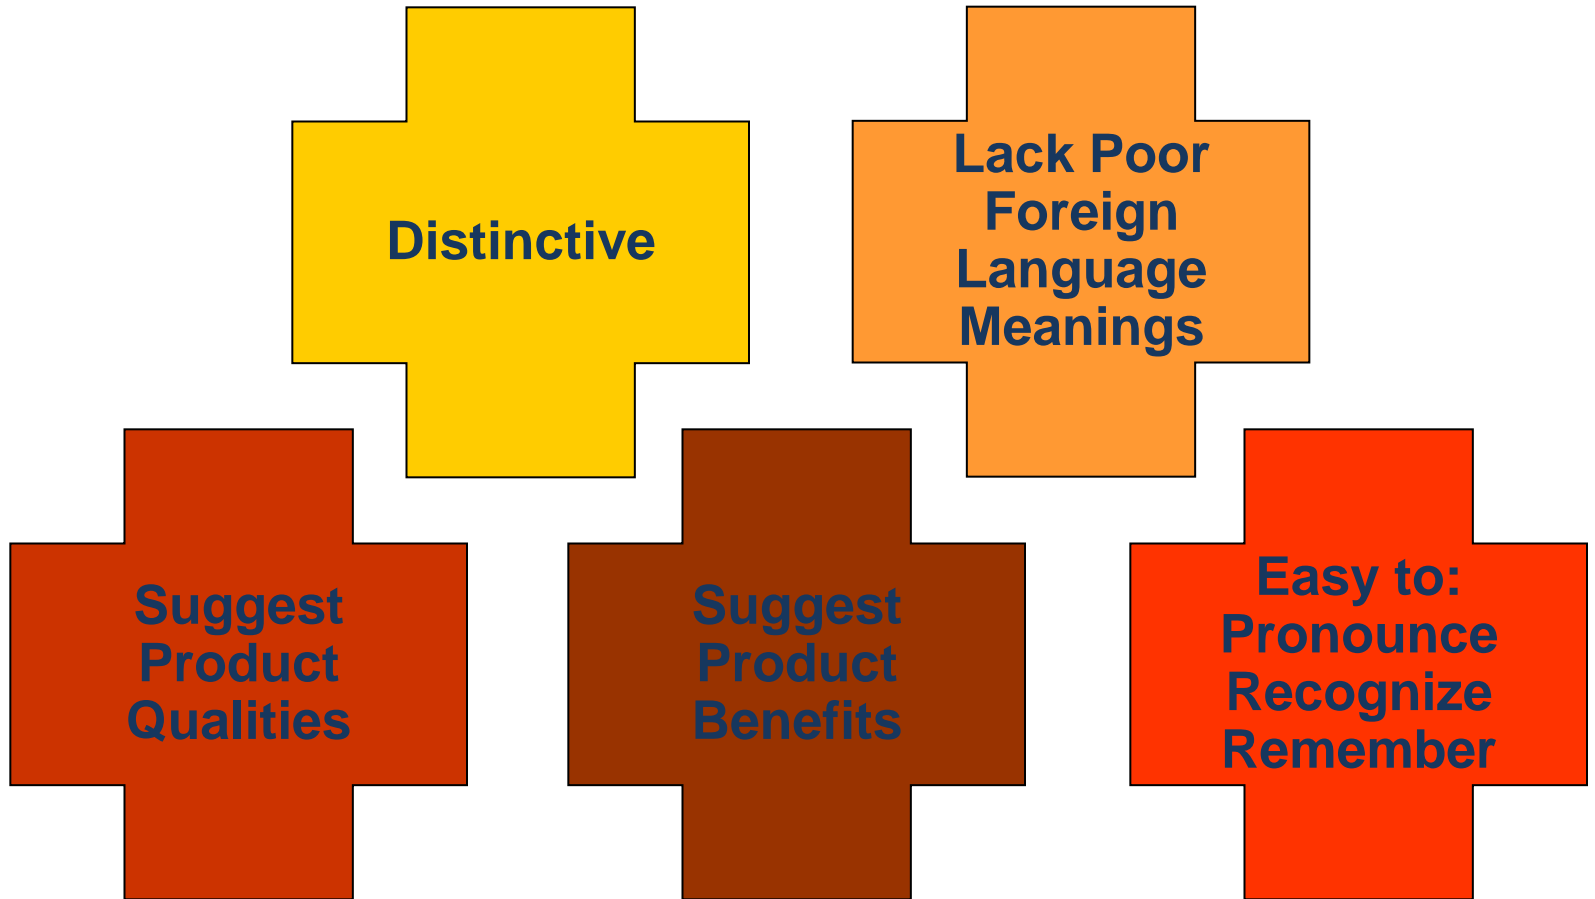 Distinctive
Lack Poor
Foreign
Language
Meanings
Suggest
Product
Qualities
Suggest
Product
Benefits
Easy to:
Pronounce
Recognize
Remember